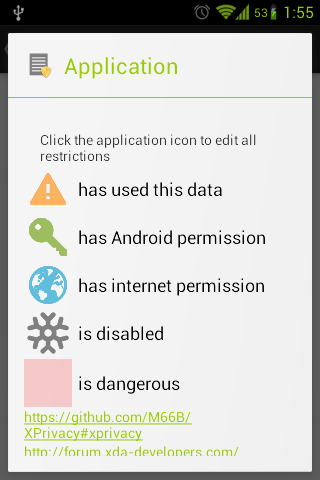 53 1:55
Application
Click the application icon to edit all
restrictions
has used this data
has Android permission
has internet permission
is disabled
is dangerous
https://github.com/M66B/
XPrivacy#xprivacy
http://forum.xda-developers.com/